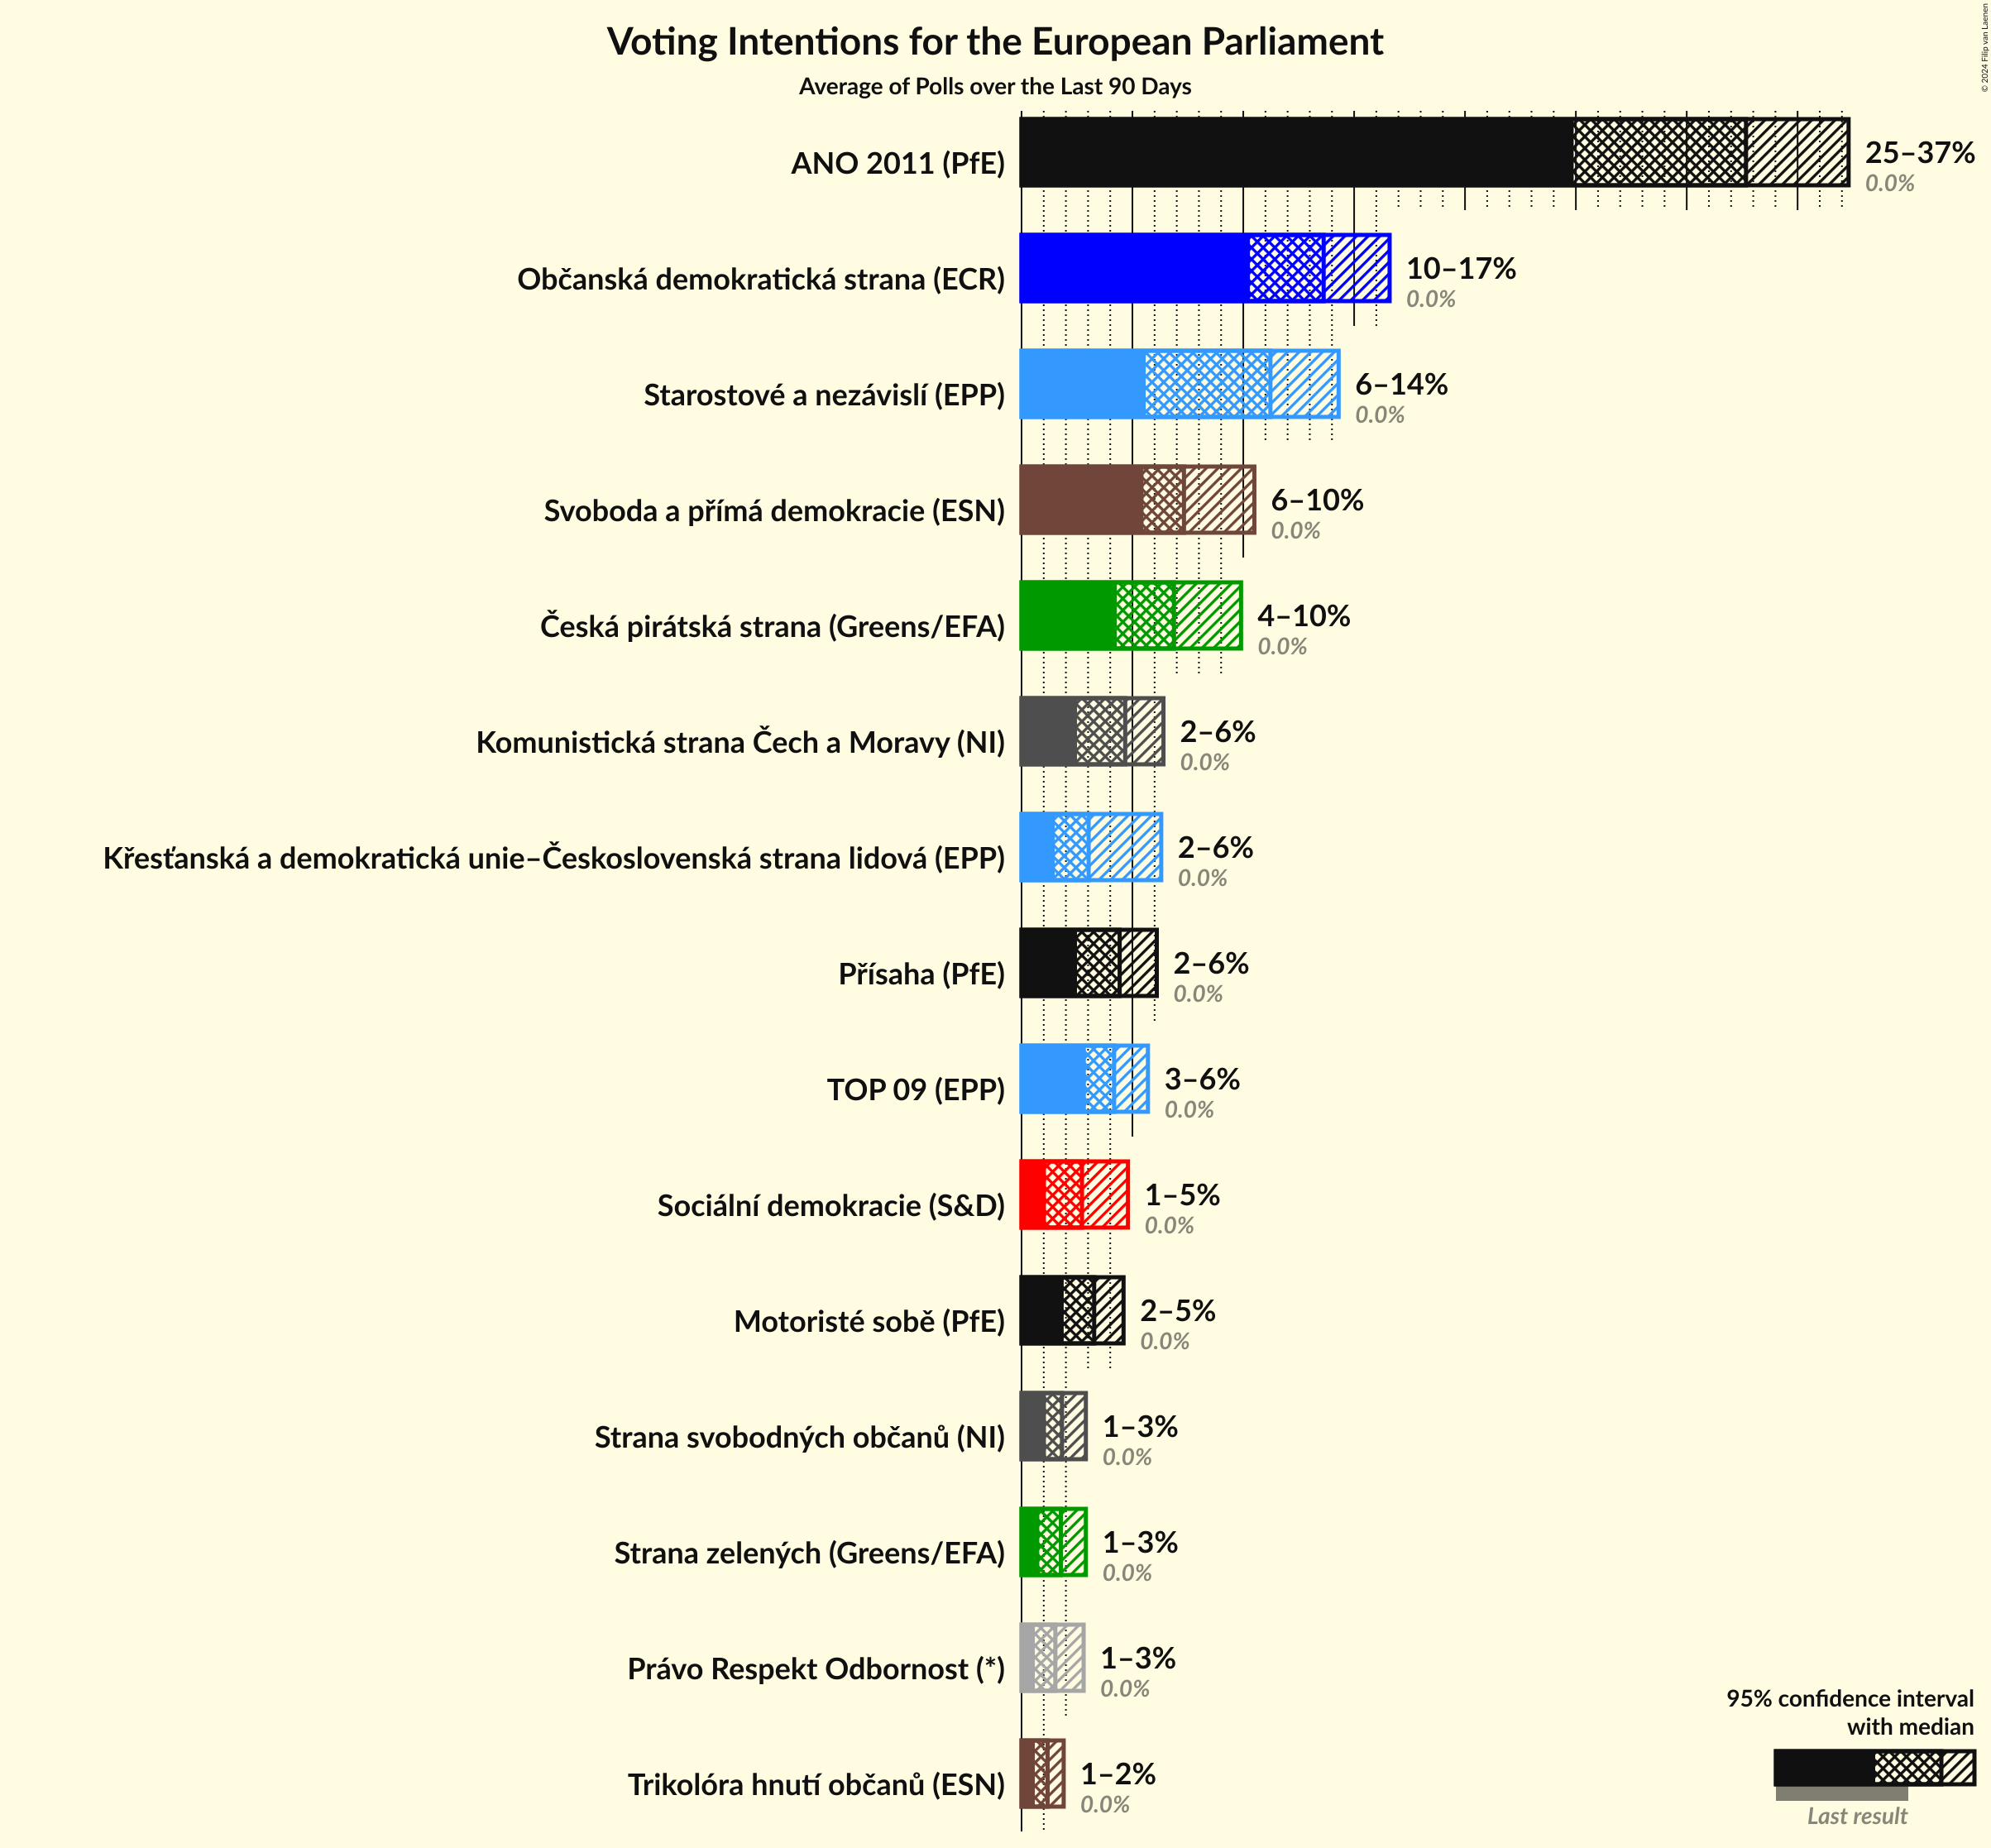 Voting Intentions for the European Parliament
Average of Polls over the Last 90 Days
© 2024 Filip van Laenen
ANO 2011 (PfE)
25–37%
0.0%
Občanská demokratická strana (ECR)
10–17%
0.0%
Starostové a nezávislí (EPP)
6–14%
0.0%
Svoboda a přímá demokracie (ESN)
6–10%
0.0%
Česká pirátská strana (Greens/EFA)
4–10%
0.0%
Komunistická strana Čech a Moravy (NI)
2–6%
0.0%
Křesťanská a demokratická unie–Československá strana lidová (EPP)
2–6%
0.0%
Přísaha (PfE)
2–6%
0.0%
TOP 09 (EPP)
3–6%
0.0%
Sociální demokracie (S&D)
1–5%
0.0%
Motoristé sobě (PfE)
2–5%
0.0%
Strana svobodných občanů (NI)
1–3%
0.0%
Strana zelených (Greens/EFA)
1–3%
0.0%
Právo Respekt Odbornost (*)
1–3%
0.0%
Trikolóra hnutí občanů (ESN)
1–2%
0.0%
95% confidence interval
with median
Last result